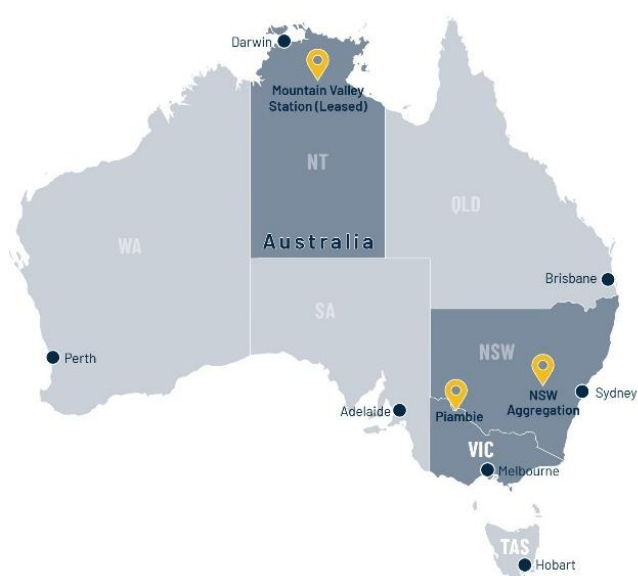 Darwin
Mountain Valley
Station (Leased)
NT
QLD
Australia
WA
Brisbane
SA
NSW
Perth
Sydney
NSW
Aggregation
Adelaide
Piambie
VIC
Melbourne
TAS
Hobart